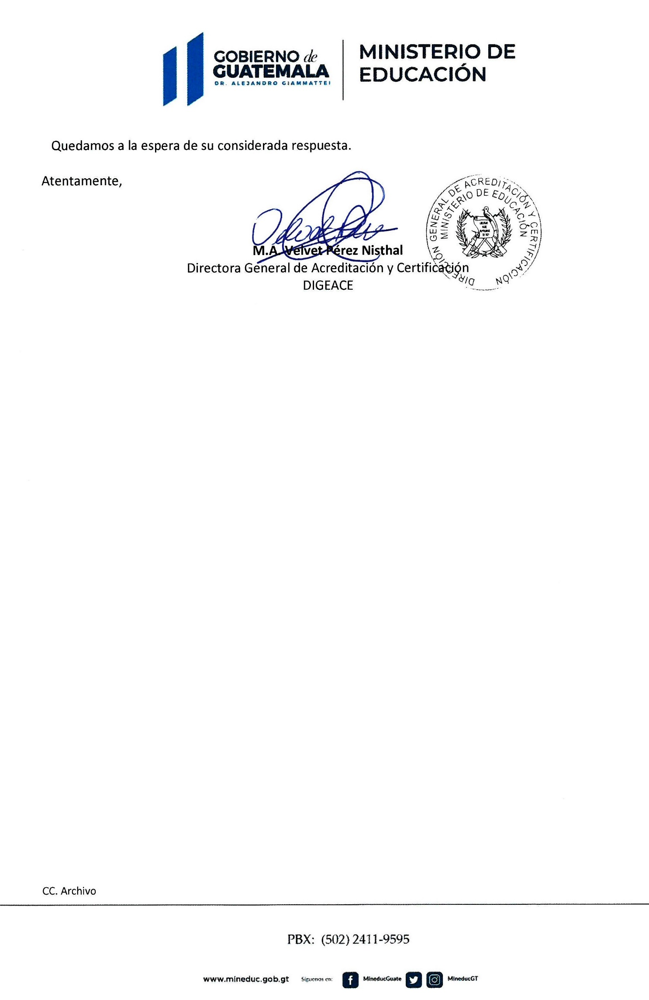 GOBIERNO de
GUATEMALA
DR. ALEJANDRO GIAMMATTEI
MINISTERIO DE
EDUCACIÓN
Quedamos a la espera de su considerada respuesta.
Atentamente,
M.A. Velvet Pérez Nisthal
Directora General de Acreditación y Certificación
DIGEACE
DIRECCIÓN GENERAL DE ACREDITACIÓN Y CERTIFICACIÓN
MINISTERIO DE EDUCACIÓN
CC. Archivo
PBX: (502) 2411-9595
www.mineduc.gob.gt Síguenos en: MineducGuate MineducGT